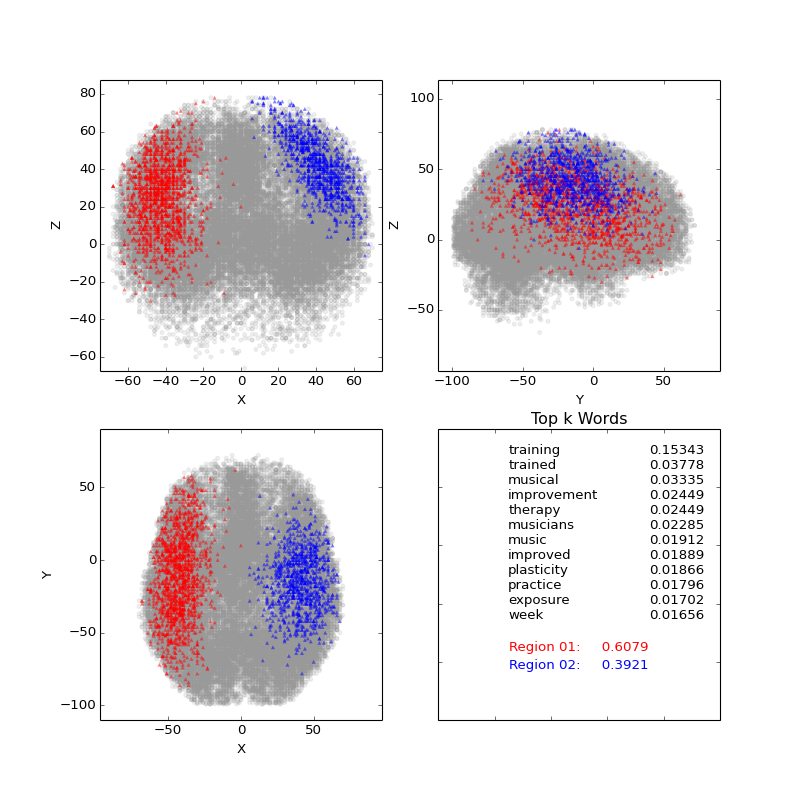 80
60
40
20
0
−20
−40
−60
Z
−60 −40 −20 0 20 40 60
X
100
50
0
−50
Z
−100 −50 0 50
Y
50
0
−50
−100
Y
−50 0 50
X
Top k Words
training 0.15343
trained 0.03778
musical 0.03335
improvement 0.02449
therapy 0.02449
musicians 0.02285
music 0.01912
improved 0.01889
plasticity 0.01866
practice 0.01796
exposure 0.01702
week 0.01656
Region 01: 0.6079
Region 02: 0.3921